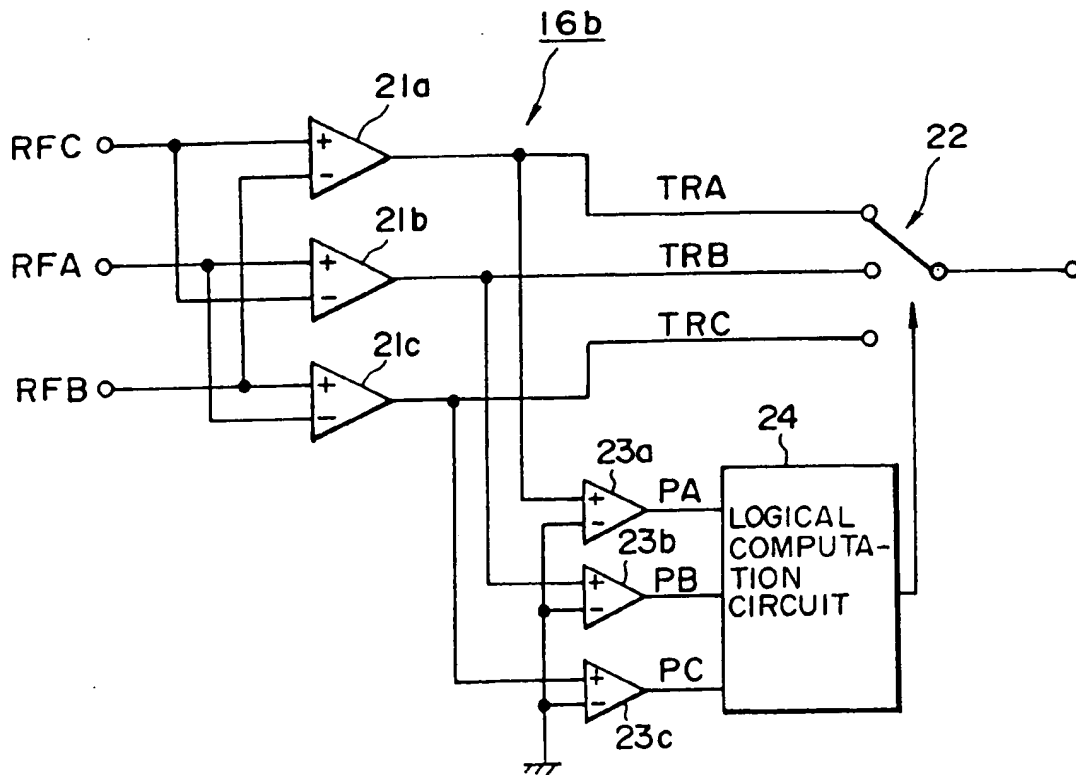 16b
21a
RFC
+
-
22
TRA
21b
RFA
+
-
TRB
21c
TRC
RFB
+
-
23a
24
+
-
PA
LOGICAL
COMPUTA-
TION
CIRCUIT
23b
+
-
PB
PC
+
-
23c